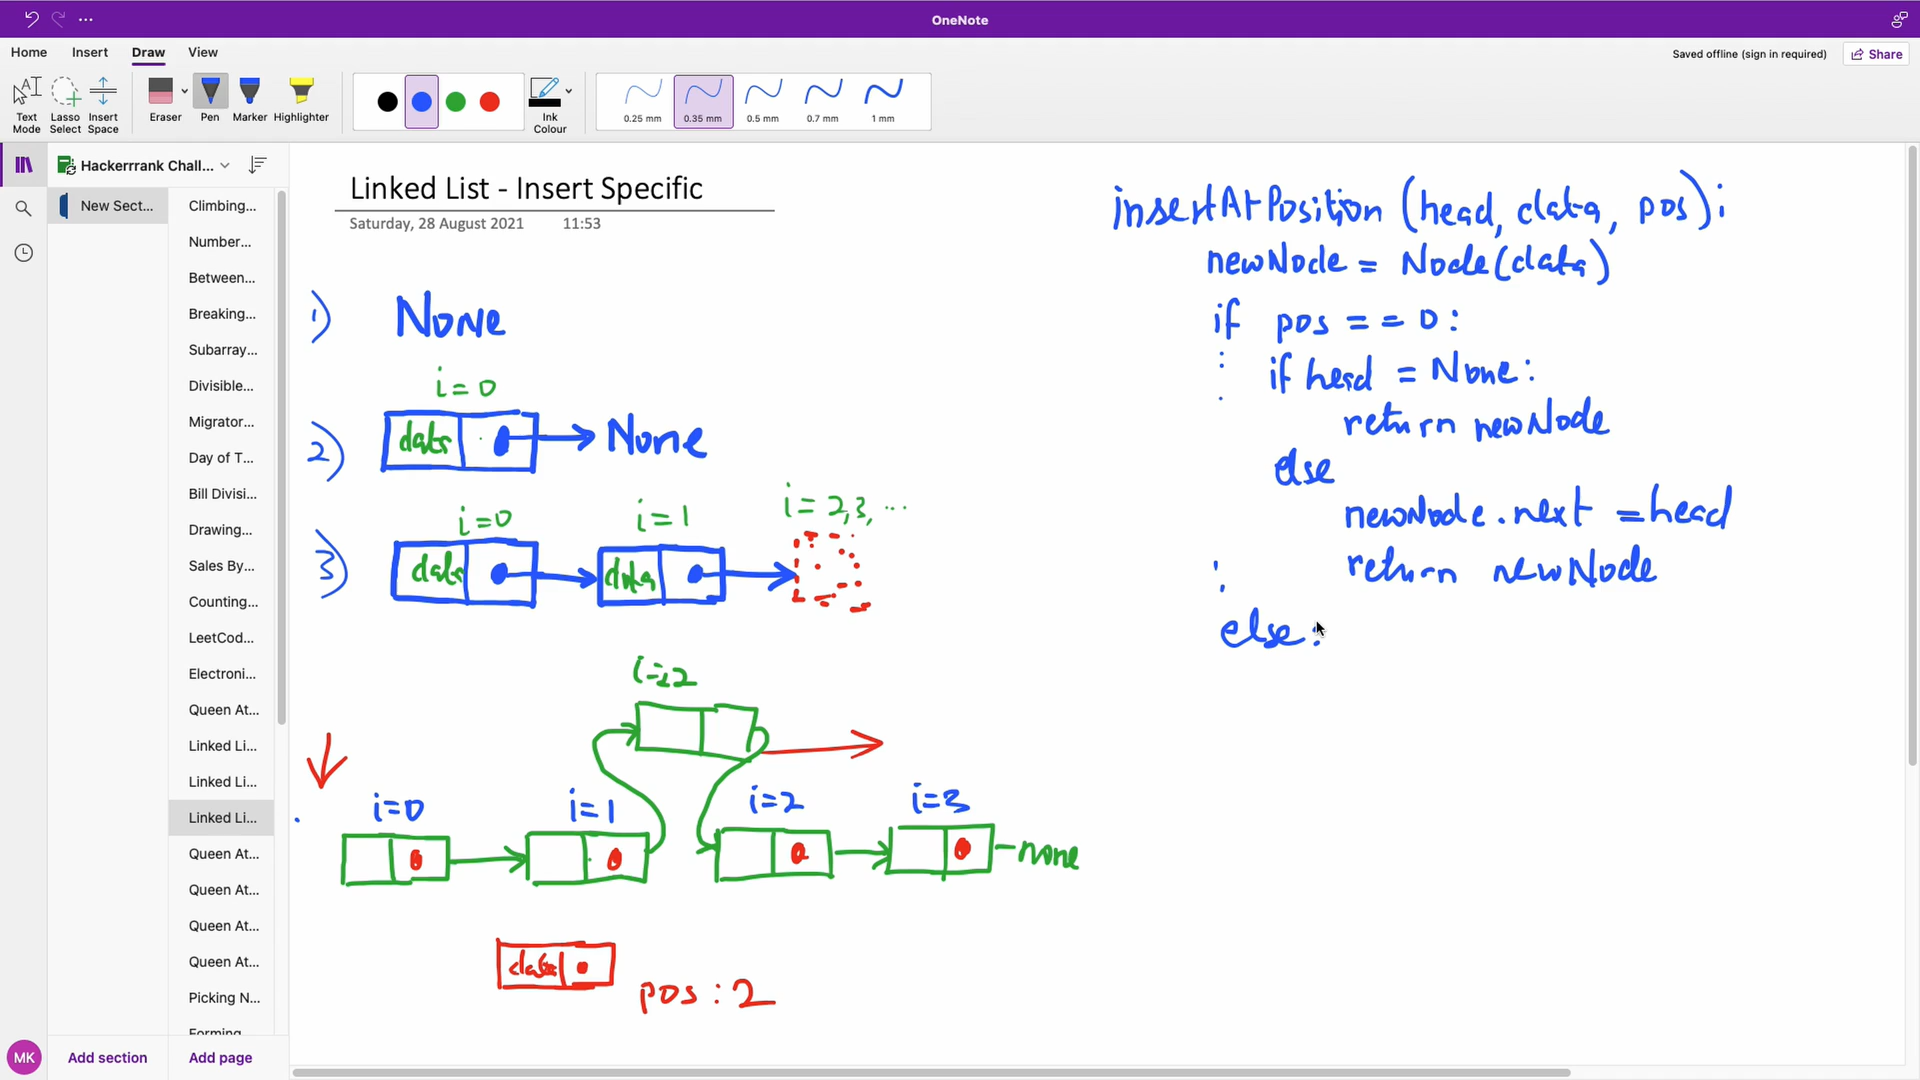 OneNote
Home Insert Draw View
Saved offline (sign in required) Share
Text Mode
Lasso Select
Insert Space
Eraser
Pen
Marker
Highlighter
Ink Colour
0.25 mm
0.35 mm
0.5 mm
0.7 mm
1 mm
Hackerrrank Chall...
New Sect...
Climbing...
Number...
Between...
Breaking...
Subarray...
Divisible...
Migrator...
Day of T...
Bill Divisi...
Drawing...
Sales By...
Counting...
LeetCod...
Electroni...
Queen At...
Linked Li...
Linked Li...
Linked Li...
Queen At...
Queen At...
Queen At...
Queen At...
Picking N...
Forming
MK
Add section
Add page
Linked List - Insert Specific
Saturday, 28 August 2021 11:53
1) None
i=0
2) data None
i=0 i=1 i=2,3,...
3) data data
i=2
i=0 i=1 i=2 i=3
none
data
pos : 2
insertAtPosition (head, data, pos):
newNode = Node(data)
if pos == 0:
if head = None:
return newNode
else
newNode.next = head
return newNode
else: